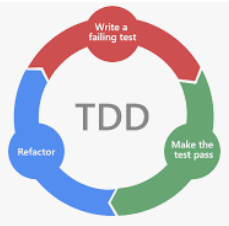 Write a
failing test
TDD
Make the
test pass
Refactor